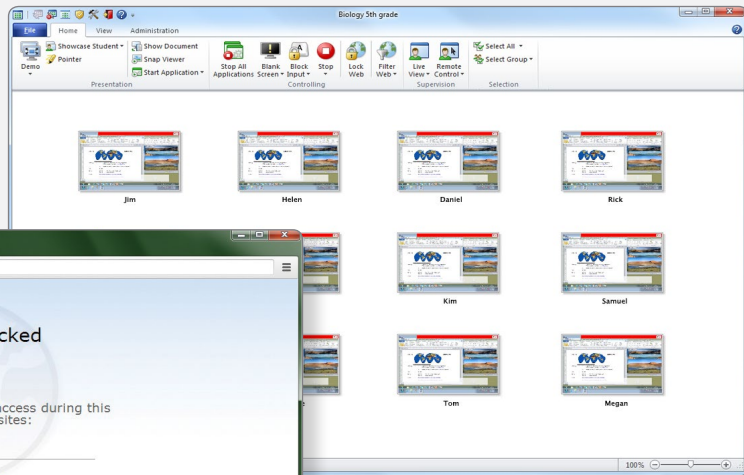 Biology 5th grade
File Home View Administration
Showcase Student Show Document Select All
Pointer Snap Viewer Select Group
Demo Start Application Stop All Applications Blank Screen Block Input Stop Lock Web Filter Web Live View Remote Control
Presentation Controlling Supervision Selection
Jim Helen Daniel Rick
Kim Samuel
cked
access during this
sites:
e Tom Megan
100%